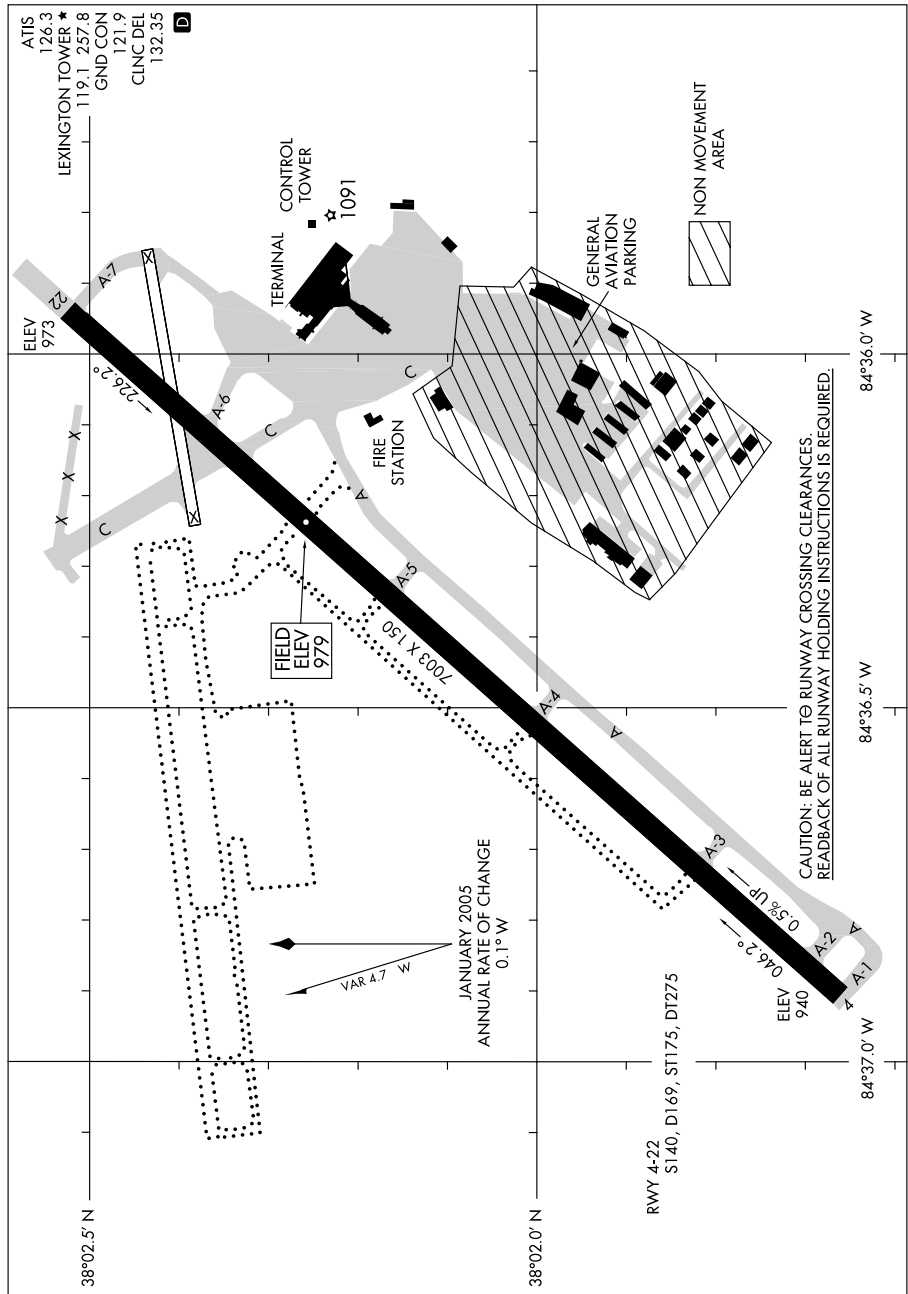 ATIS
126.3
LEXINGTON TOWER ★
119.1 257.8
GND CON
121.9
CLNC DEL
132.35
D
ELEV
973
22
226.2°
A-7
X
X
X
X
X
C
A-6
C
TERMINAL
CONTROL
TOWER
1091
C
FIRE
STATION
A
A-5
FIELD
ELEV
979
7003 X 150
A-4
A
GENERAL
AVIATION
PARKING
NON MOVEMENT
AREA
A-3
0.5% UP
046.2°
A-2
A
A-1
4
ELEV
940
JANUARY 2005
ANNUAL RATE OF CHANGE
0.1° W
VAR 4.7 W
RWY 4-22
S140, D169, ST175, DT275
CAUTION: BE ALERT TO RUNWAY CROSSING CLEARANCES.
READBACK OF ALL RUNWAY HOLDING INSTRUCTIONS IS REQUIRED.
38°02.5' N
38°02.0' N
84°37.0' W
84°36.5' W
84°36.0' W